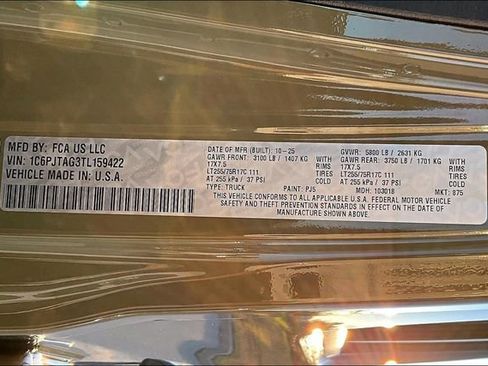 MFD BY: FCA US LLC
VIN: 1C6PJTAG3TL159422
VEHICLE MADE IN: U.S.A.
DATE OF MFR (BUILT): 10-25 GVWR: 5800 LB / 2631 KG
GAWR FRONT: 3100 LB / 1407 KG WITH GAWR REAR: 3750 LB / 1701 KG WITH
17X7.5 RIMS 17X7.5 RIMS
LT255/75R17C 111 TIRES LT255/75R17C 111 TIRES
AT 255 kPa / 37 PSI COLD AT 255 kPa / 37 PSI COLD
TYPE: TRUCK PAINT: PJ5 MDH: 103018 MKT: 875
THIS VEHICLE CONFORMS TO ALL APPLICABLE U.S.A. FEDERAL MOTOR VEHICLE
SAFETY AND THEFT PREVENTION STANDARDS IN EFFECT ON THE DATE OF
MANUFACTURE SHOWN ABOVE.